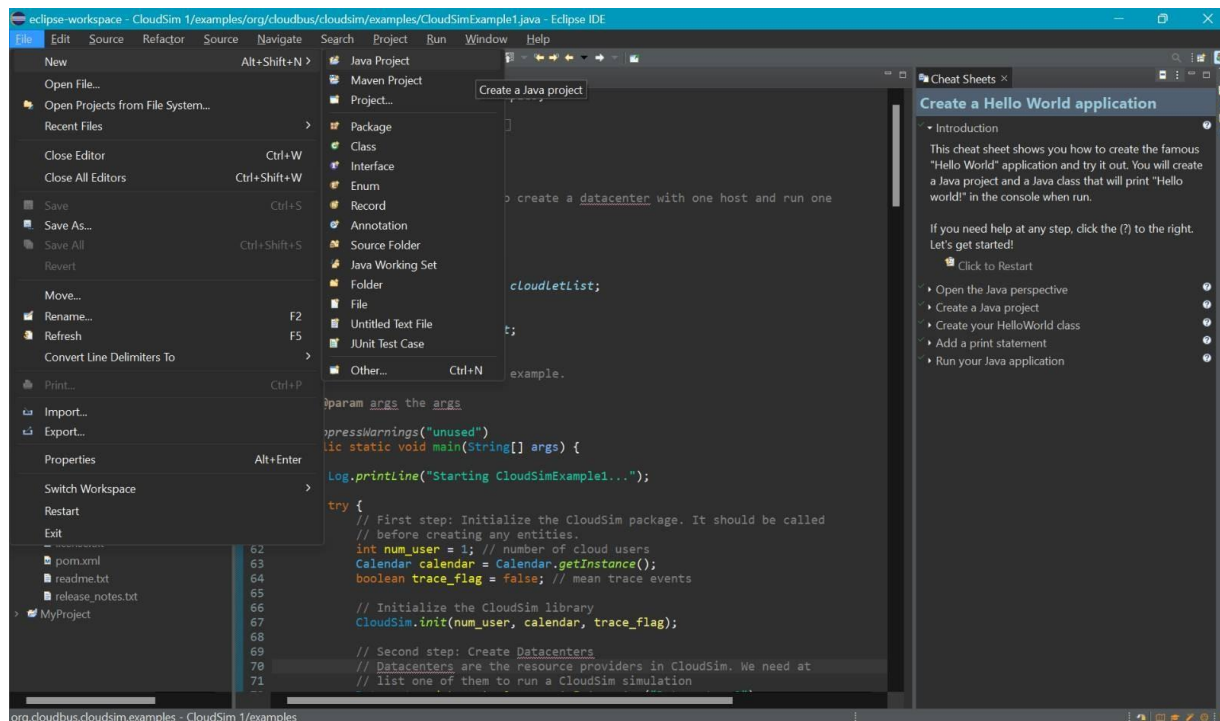 eclipse-workspace - CloudSim 1/examples/org/cloudbus/cloudsim/examples/CloudSimExample1.java - Eclipse IDE
File Edit Source Refactor Source Navigate Search Project Run Window Help
New Alt+Shift+N >
Open File...
Open Projects from File System...
Recent Files >
Close Editor Ctrl+W
Close All Editors Ctrl+Shift+W
Save Ctrl+S
Save As...
Save All Ctrl+Shift+S
Revert
Move...
Rename... F2
Refresh F5
Convert Line Delimiters To >
Print... Ctrl+P
Import...
Export...
Properties Alt+Enter
Switch Workspace >
Restart
Exit
pom.xml
readme.txt
release_notes.txt
MyProject
Java Project
Maven Project
Project...
Create a Java project
Package
Class
Interface
Enum
Record
Annotation
Source Folder
Java Working Set
Folder
File
Untitled Text File
JUnit Test Case
Other... Ctrl+N
create a datacenter with one host and run one
cloudletList;
t;
example.
@param args the args
pressWarnings("unused")
lic static void main(String[] args) {
Log.printLine("Starting CloudSimExample1...");
try {
// First step: Initialize the CloudSim package. It should be called
// before creating any entities.
62 int num_user = 1; // number of cloud users
63 Calendar calendar = Calendar.getInstance();
64 boolean trace_flag = false; // mean trace events
65
66 // Initialize the CloudSim library
67 CloudSim.init(num_user, calendar, trace_flag);
68
69 // Second step: Create Datacenters
70 // Datacenters are the resource providers in CloudSim. We need at
71 // list one of them to run a CloudSim simulation
Cheat Sheets ×
Create a Hello World application
Introduction
This cheat sheet shows you how to create the famous
"Hello World" application and try it out. You will create
a Java project and a Java class that will print "Hello
world!" in the console when run.
If you need help at any step, click the (?) to the right.
Let's get started!
Click to Restart
Open the Java perspective
Create a Java project
Create your HelloWorld class
Add a print statement
Run your Java application
org.cloudbus.cloudsim.examples - CloudSim 1/examples